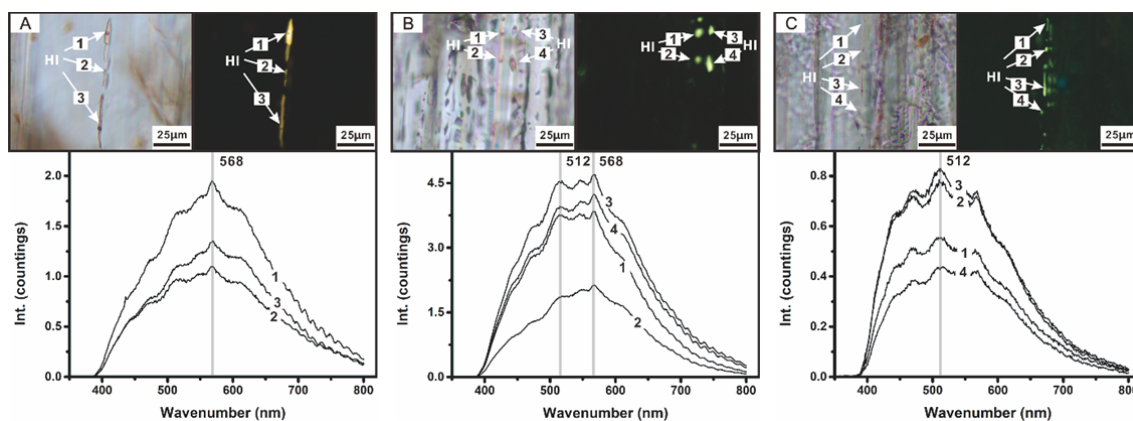 A
1
HI
2
3
25μm
1
2 HI
3
25μm
568
2.0
1.5
1.0
0.5
0.0
1
3
2
400 500 600 700 800
Wavenumber (nm)
Int. (countings)
B
1 3
HI HI
2 4
25μm
1 3
HI HI
2 4
25μm
512 568
4.5
3.0
1.5
0.0
3
4
1
2
400 500 600 700 800
Wavenumber (nm)
Int. (countings)
C
1
2
HI
3
4
25μm
1
2
HI
3
4
25μm
512
0.8
0.6
0.4
0.2
0.0
3
2
1
4
400 500 600 700 800
Wavenumber (nm)
Int. (countings)